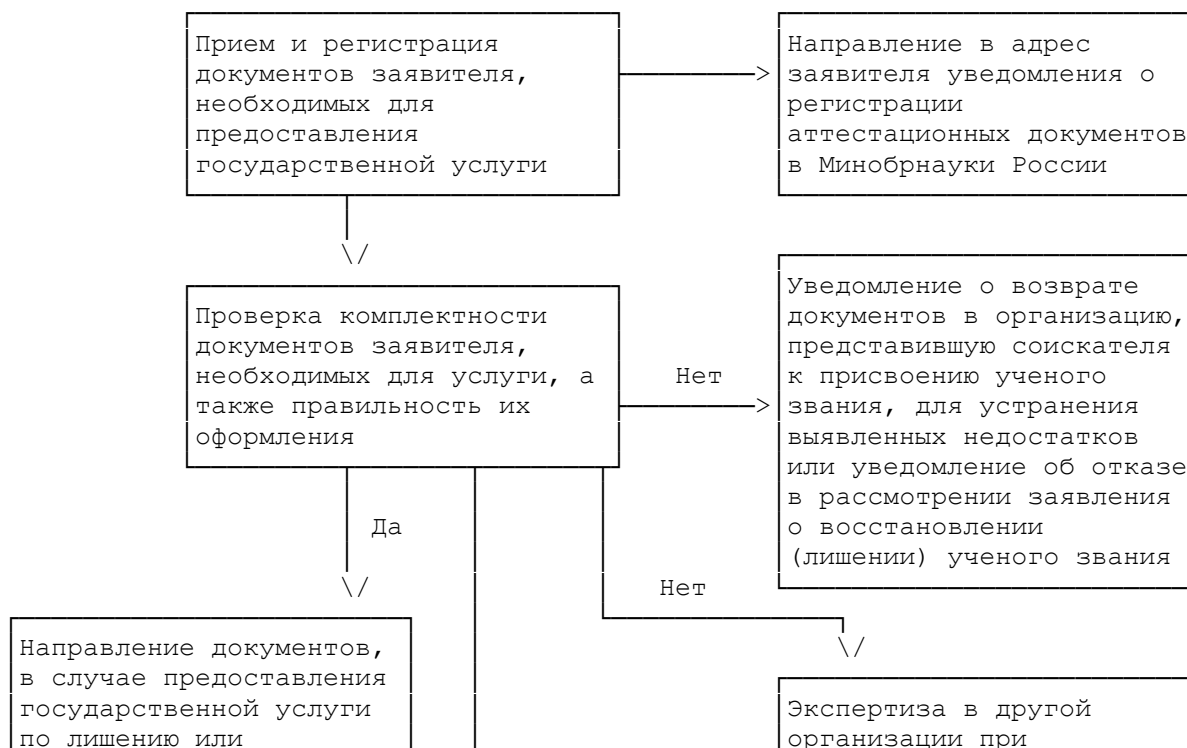 Прием и регистрация
документов заявителя,
необходимых для
предоставления
государственной услуги
Направление в адрес
заявителя уведомления о
регистрации
аттестационных документов
в Минобрнауки России
Проверка комплектности
документов заявителя,
необходимых для услуги, а
также правильность их
оформления
Нет
Уведомление о возврате
документов в организацию,
представившую соискателя
к присвоению ученого
звания, для устранения
выявленных недостатков
или уведомление об отказе
в рассмотрении заявления
о восстановлении
(лишении) ученого звания
Да
Нет
Направление документов,
в случае предоставления
государственной услуги
по лишению или
Экспертиза в другой
организации при